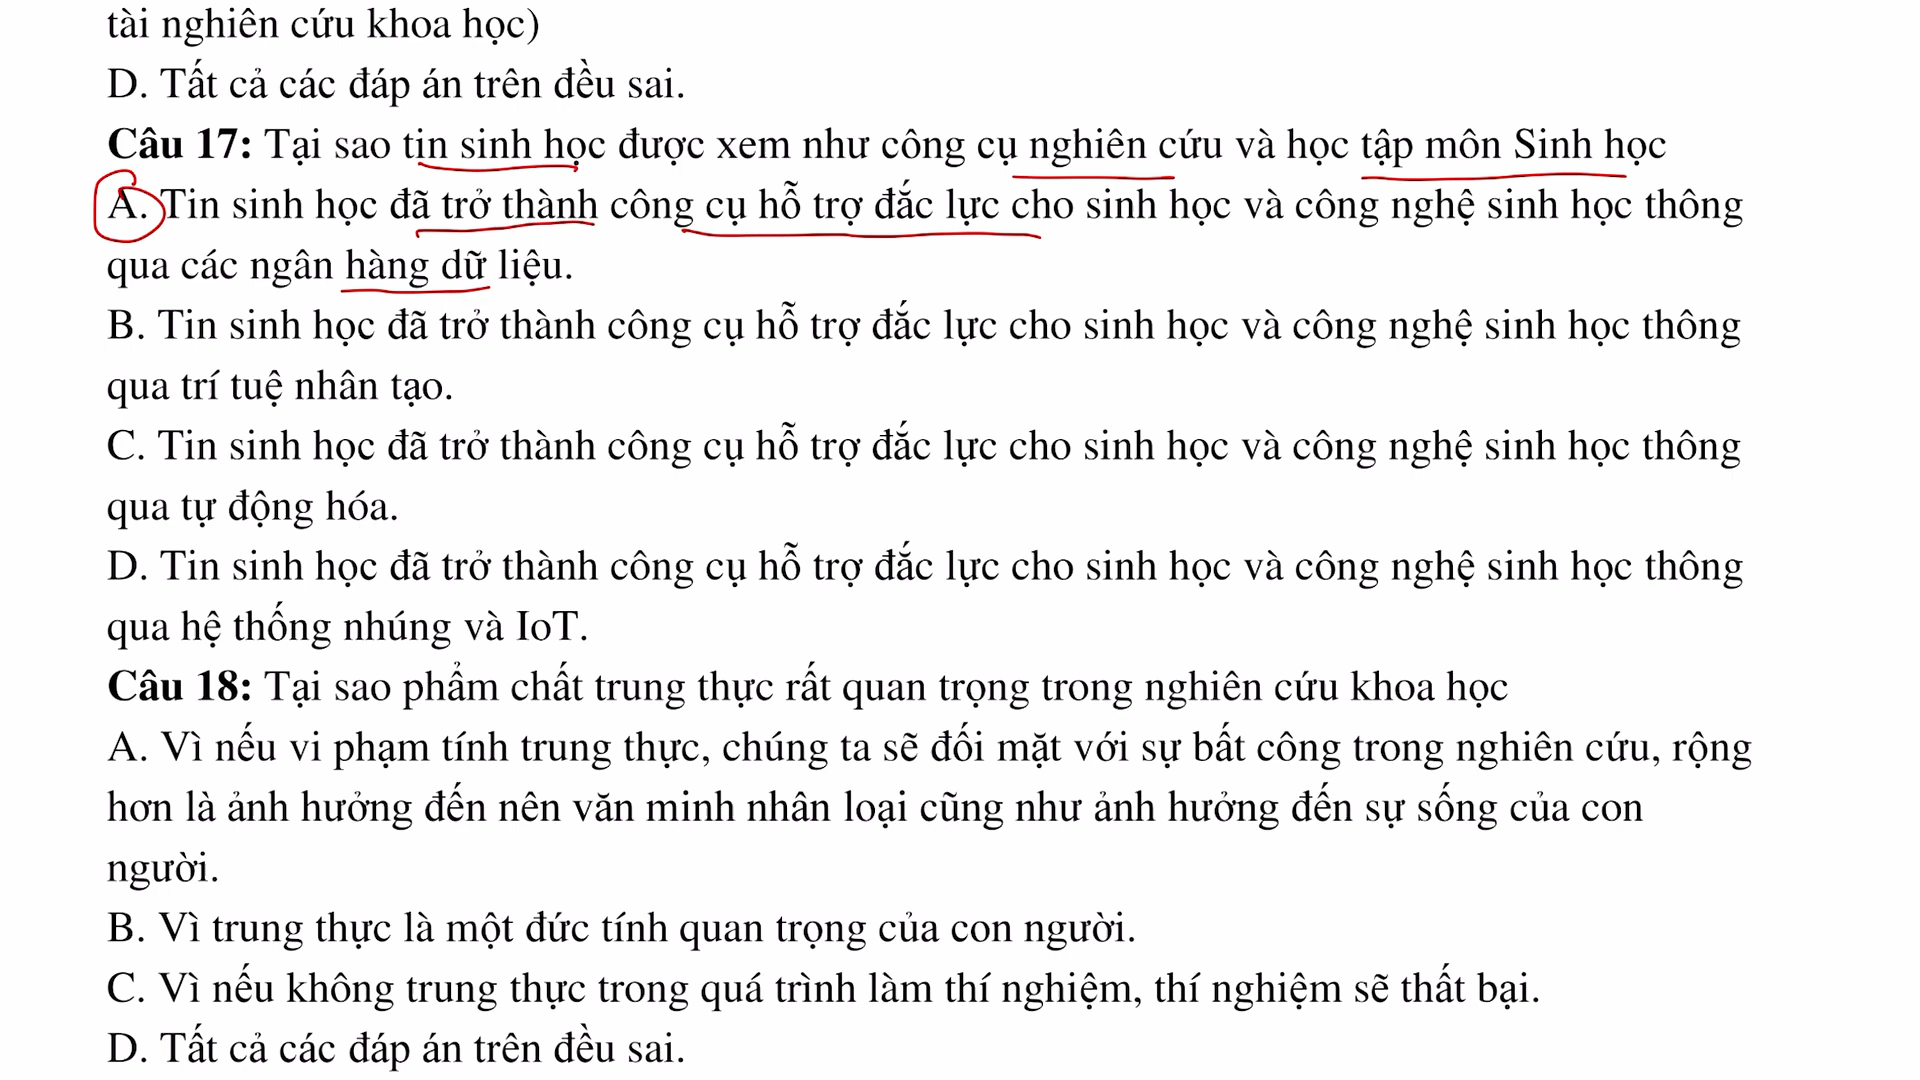 tài nghiên cứu khoa học)
D. Tất cả các đáp án trên đều sai.
Câu 17: Tại sao tin sinh học được xem như công cụ nghiên cứu và học tập môn Sinh học
A. Tin sinh học đã trở thành công cụ hỗ trợ đắc lực cho sinh học và công nghệ sinh học thông
qua các ngân hàng dữ liệu.
B. Tin sinh học đã trở thành công cụ hỗ trợ đắc lực cho sinh học và công nghệ sinh học thông
qua trí tuệ nhân tạo.
C. Tin sinh học đã trở thành công cụ hỗ trợ đắc lực cho sinh học và công nghệ sinh học thông
qua tự động hóa.
D. Tin sinh học đã trở thành công cụ hỗ trợ đắc lực cho sinh học và công nghệ sinh học thông
qua hệ thống nhúng và IoT.
Câu 18: Tại sao phẩm chất trung thực rất quan trọng trong nghiên cứu khoa học
A. Vì nếu vi phạm tính trung thực, chúng ta sẽ đối mặt với sự bất công trong nghiên cứu, rộng
hơn là ảnh hưởng đến nên văn minh nhân loại cũng như ảnh hưởng đến sự sống của con
người.
B. Vì trung thực là một đức tính quan trọng của con người.
C. Vì nếu không trung thực trong quá trình làm thí nghiệm, thí nghiệm sẽ thất bại.
D. Tất cả các đáp án trên đều sai.